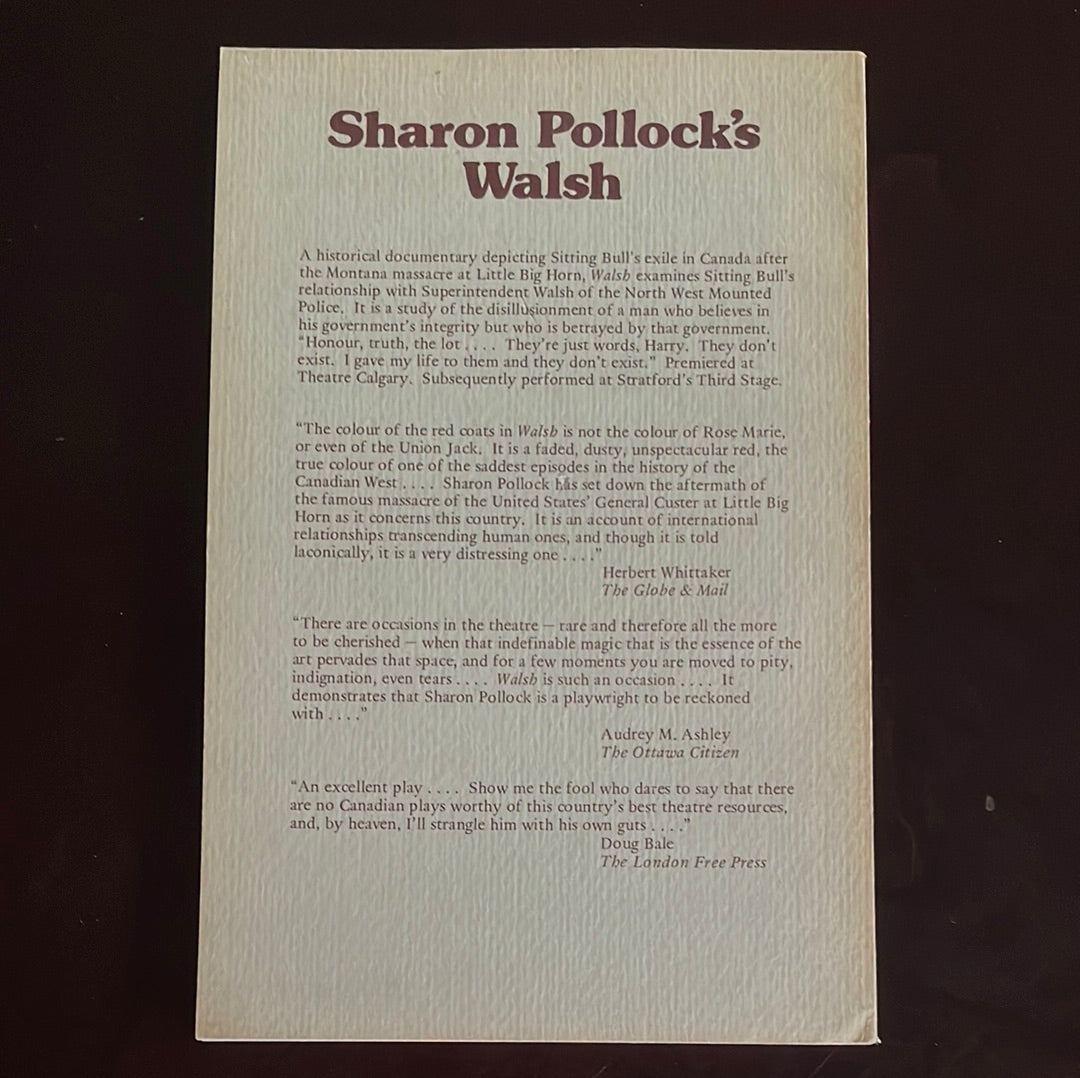 Sharon Pollock's
Walsh
A historical documentary depicting Sitting Bull's exile in Canada after
the Montana massacre at Little Big Horn, Walsh examines Sitting Bull's
relationship with Superintendent Walsh of the North West Mounted
Police. It is a study of the disillusionment of a man who believes in
his government's integrity but who is betrayed by that government.
"Honour, truth, the lot . . . . They're just words, Harry. They don't
exist. I gave my life to them and they don't exist." Premiered at
Theatre Calgary. Subsequently performed at Stratford's Third Stage.
"The colour of the red coats in Walsh is not the colour of Rose Marie,
or even of the Union Jack. It is a faded, dusty, unspectacular red, the
true colour of one of the saddest episodes in the history of the
Canadian West . . . . Sharon Pollock has set down the aftermath of
the famous massacre of the United States' General Custer at Little Big
Horn as it concerns this country. It is an account of international
relationships transcending human ones, and though it is told
laconically, it is a very distressing one . . . ."
Herbert Whittaker
The Globe & Mail
"There are occasions in the theatre — rare and therefore all the more
to be cherished — when that indefinable magic that is the essence of the
art pervades that space, and for a few moments you are moved to pity,
indignation, even tears . . . . Walsh is such an occasion . . . . It
demonstrates that Sharon Pollock is a playwright to be reckoned
with . . . ."
Audrey M. Ashley
The Ottawa Citizen
"An excellent play . . . . Show me the fool who dares to say that there
are no Canadian plays worthy of this country's best theatre resources,
and, by heaven, I'll strangle him with his own guts . . . ."
Doug Bale
The London Free Press